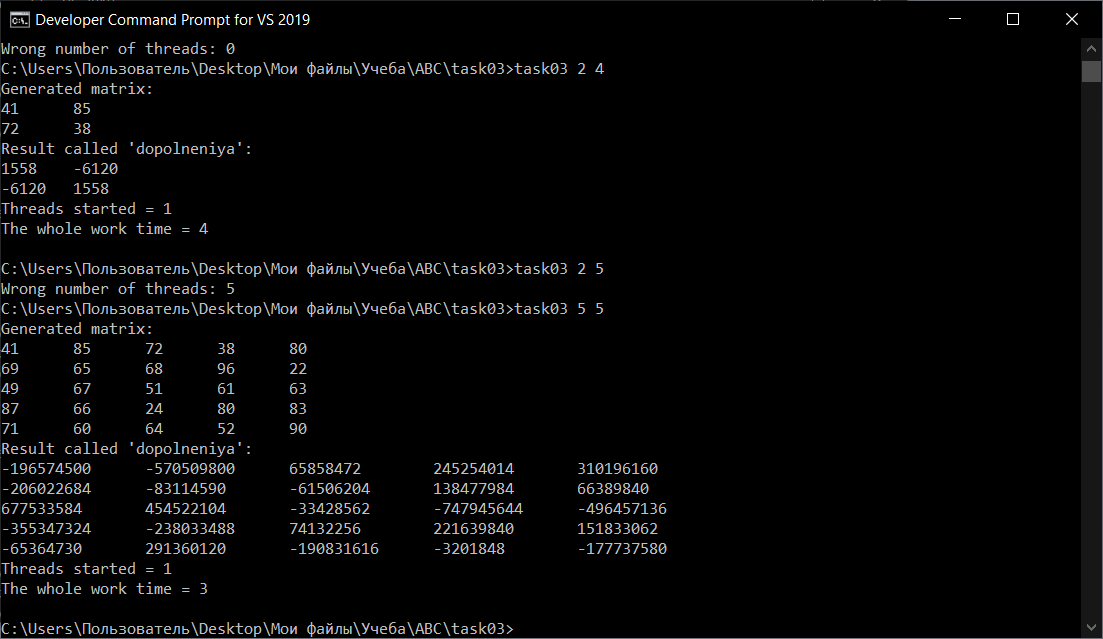 Developer Command Prompt for VS 2019
Wrong number of threads: 0
C:\Users\Пользователь\Desktop\Мои файлы\Учеба\АВС\task03>task03 2 4
Generated matrix:
41 85
72 38
Result called 'dopolneniya':
1558 -6120
-6120 1558
Threads started = 1
The whole work time = 4
C:\Users\Пользователь\Desktop\Мои файлы\Учеба\АВС\task03>task03 2 5
Wrong number of threads: 5
C:\Users\Пользователь\Desktop\Мои файлы\Учеба\АВС\task03>task03 5 5
Generated matrix:
41 85 72 38 80
69 65 68 96 22
49 67 51 61 63
87 66 24 80 83
71 60 64 52 90
Result called 'dopolneniya':
-196574500 -570509800 65858472 245254014 310196160
-206022684 -83114590 -61506204 138477984 66389840
677533584 454522104 -33428562 -747945644 -496457136
-355347324 -238033488 74132256 221639840 151833062
-65364730 291360120 -190831616 -3201848 -177737580
Threads started = 1
The whole work time = 3
C:\Users\Пользователь\Desktop\Мои файлы\Учеба\АВС\task03>